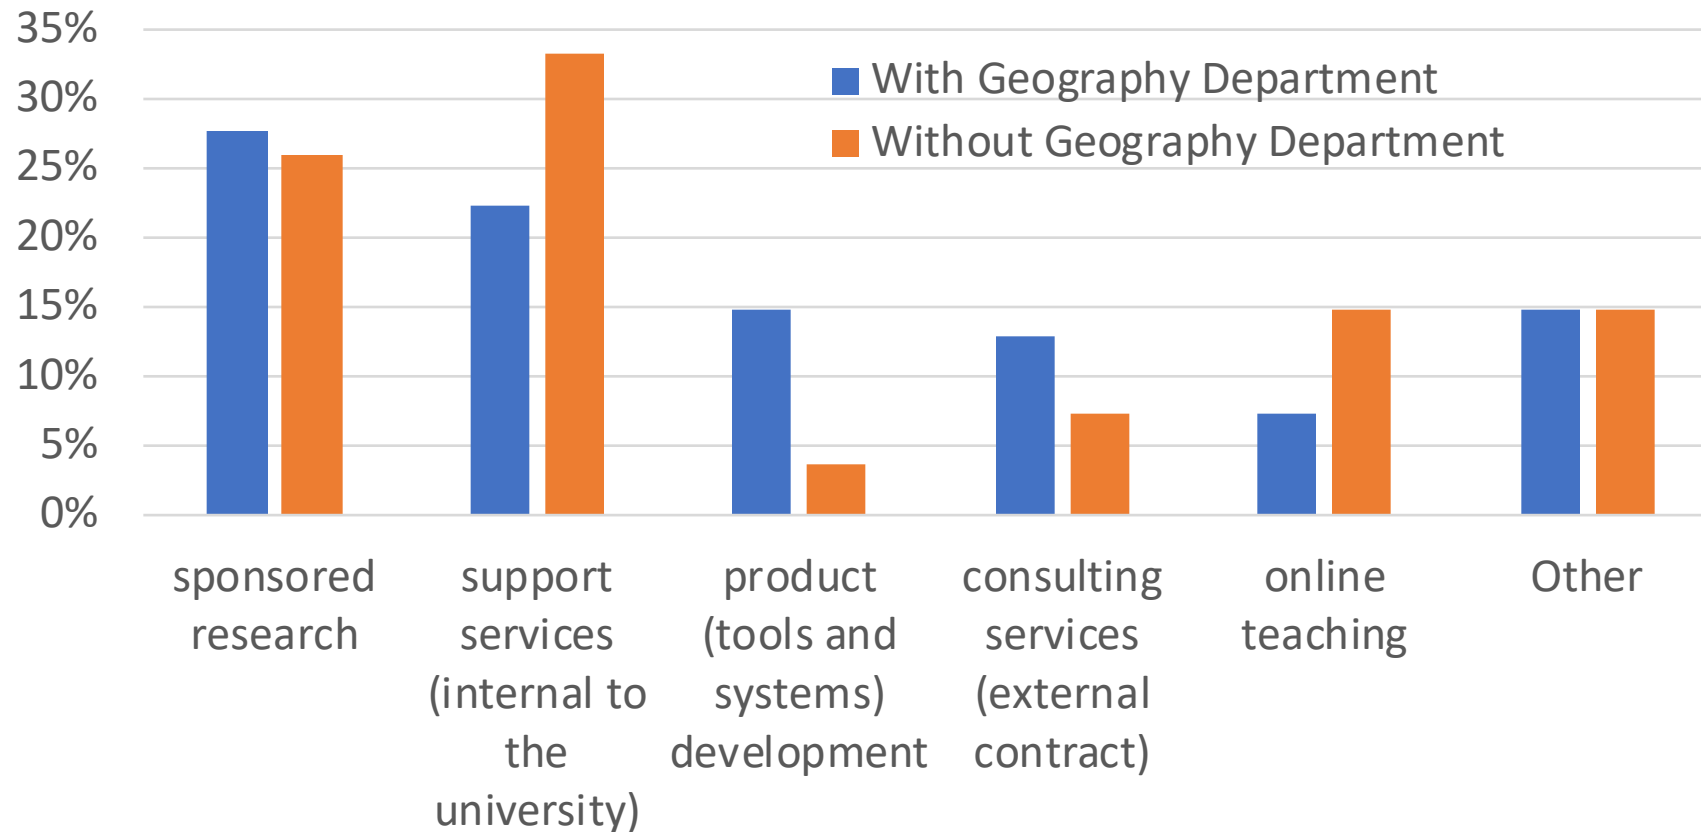 35%
30%
25%
20%
15%
10%
5%
0%
With Geography Department
Without Geography Department
sponsored
research
support
services
(internal to
the
university)
product
(tools and
systems)
development
consulting
services
(external
contract)
online
teaching
Other